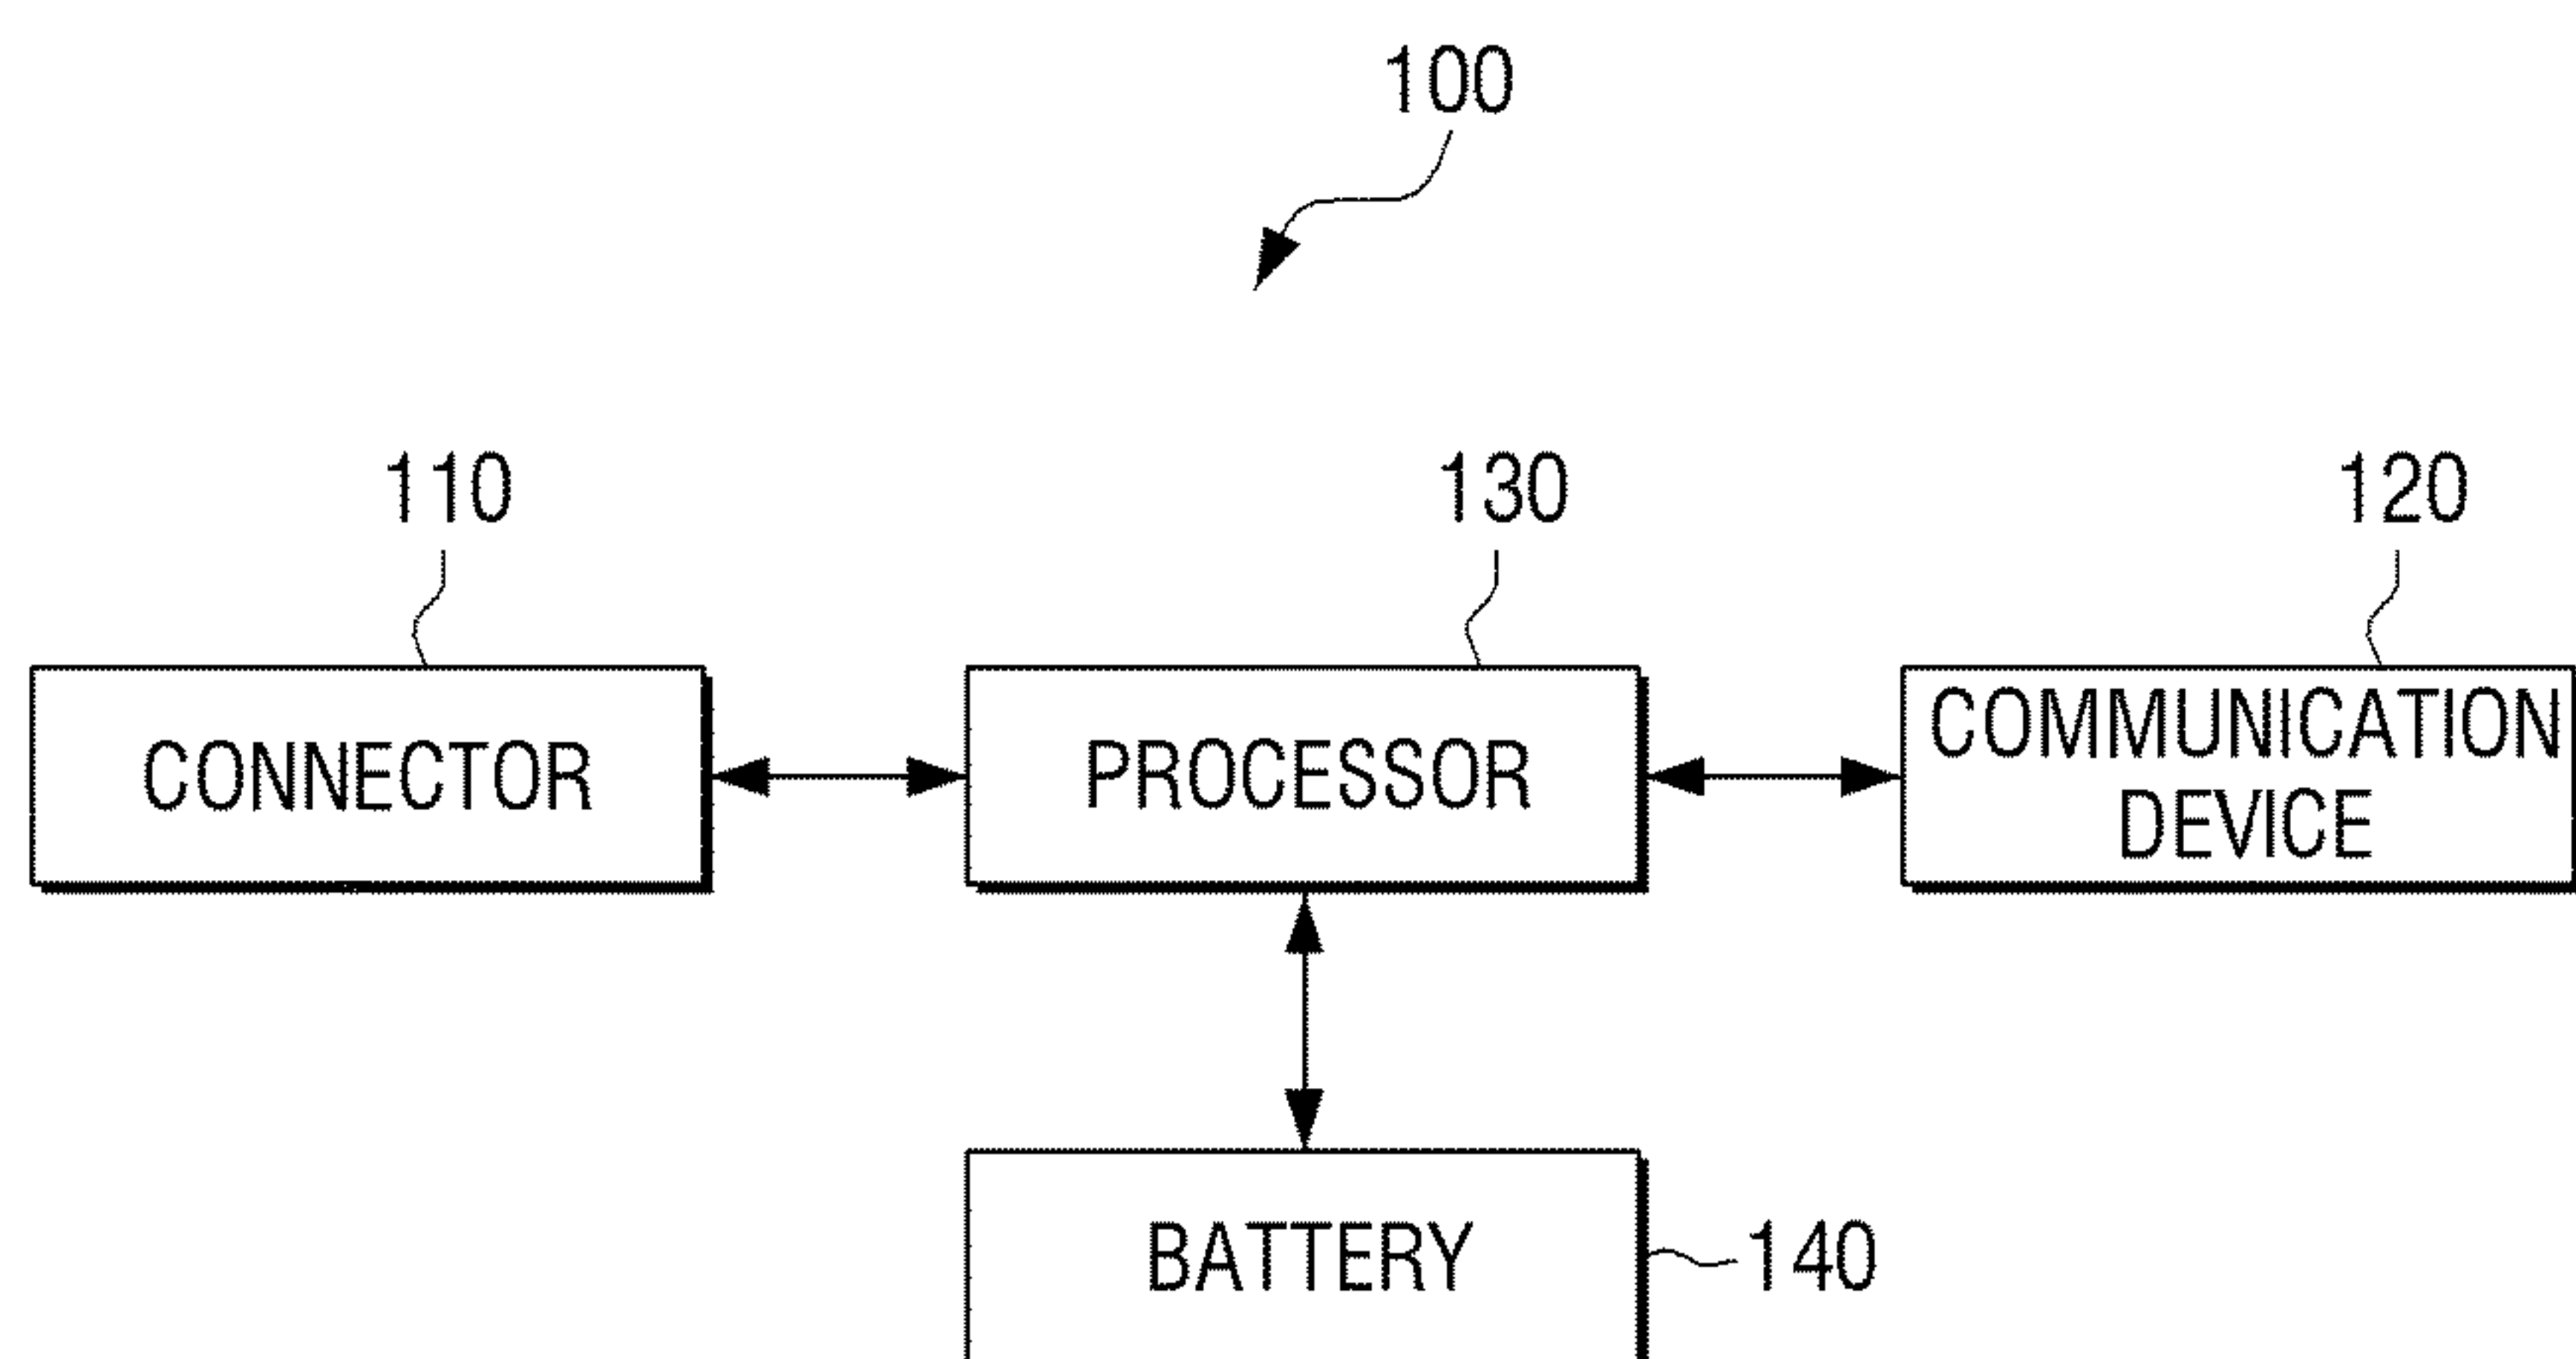 100
110
130
120
CONNECTOR
PROCESSOR
COMMUNICATION
DEVICE
BATTERY
140